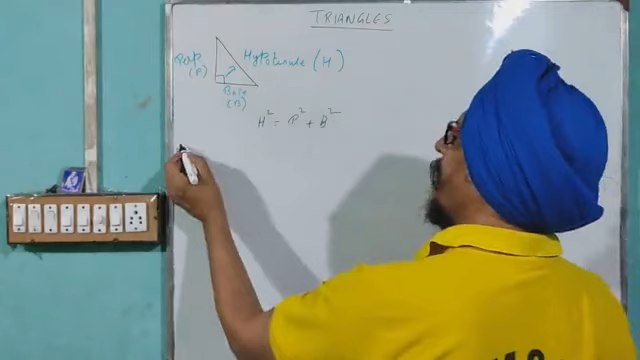 TRIANGLES
Perp
(P)
Hypotenuse (H)
Base
(B)
H² = P² + B²